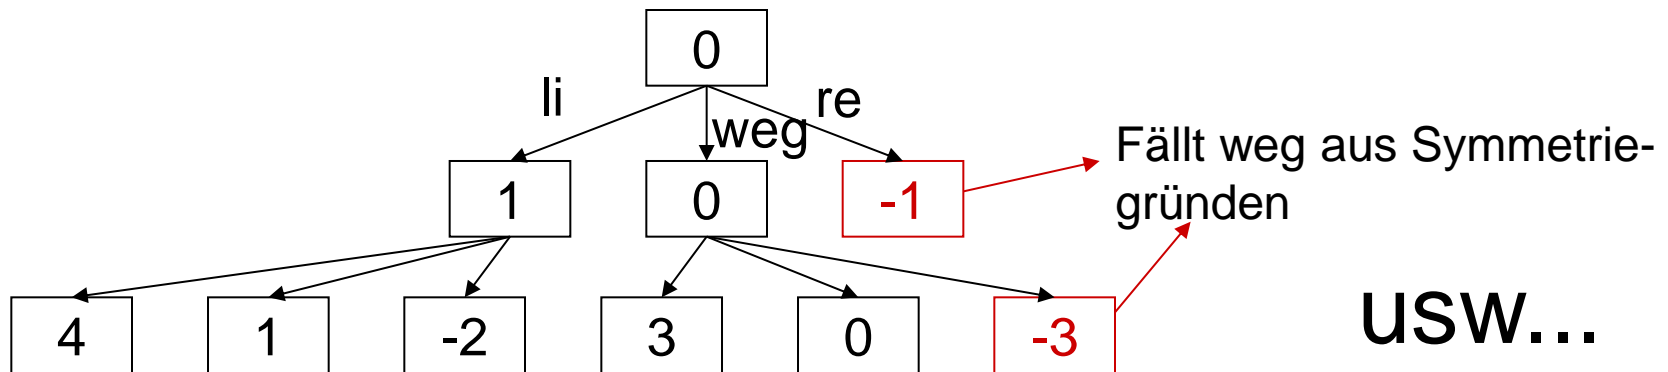 0
li
weg
re
1
0
-1
Fällt weg aus Symmetrie-
gründen
4
1
-2
3
0
-3
usw...